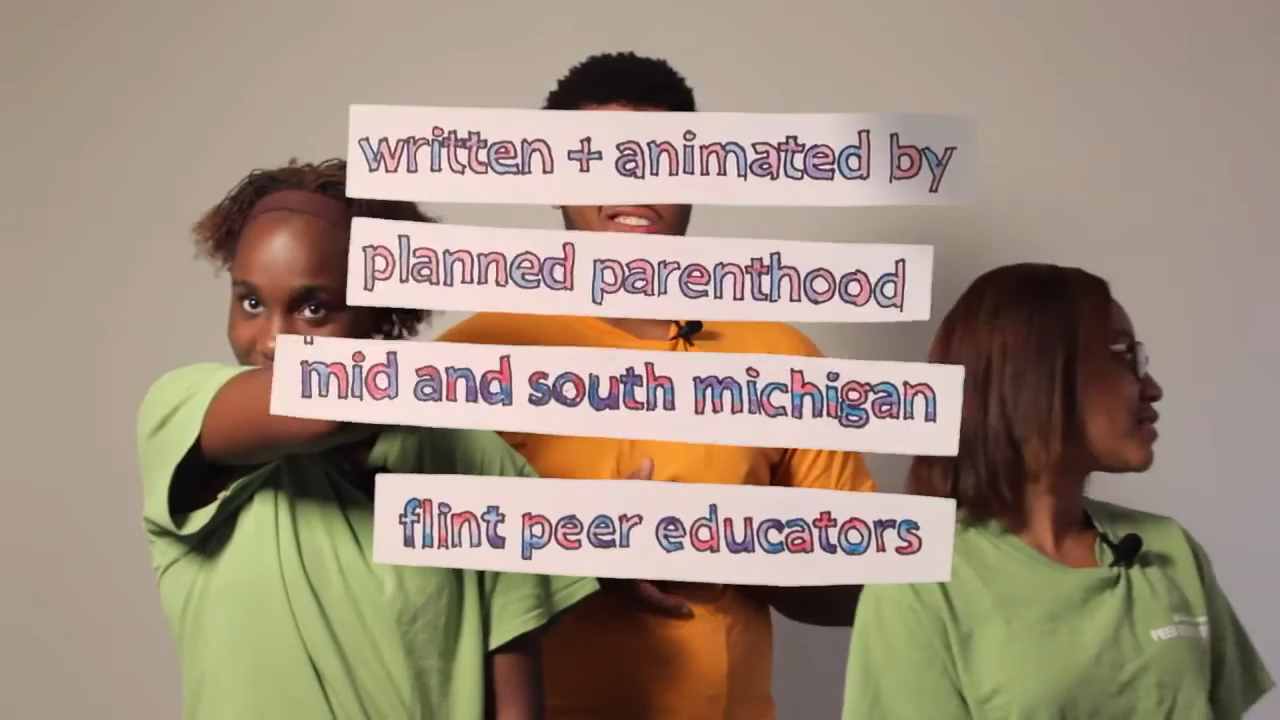 written + animated by
planned parenthood
mid and south michigan
flint peer educators